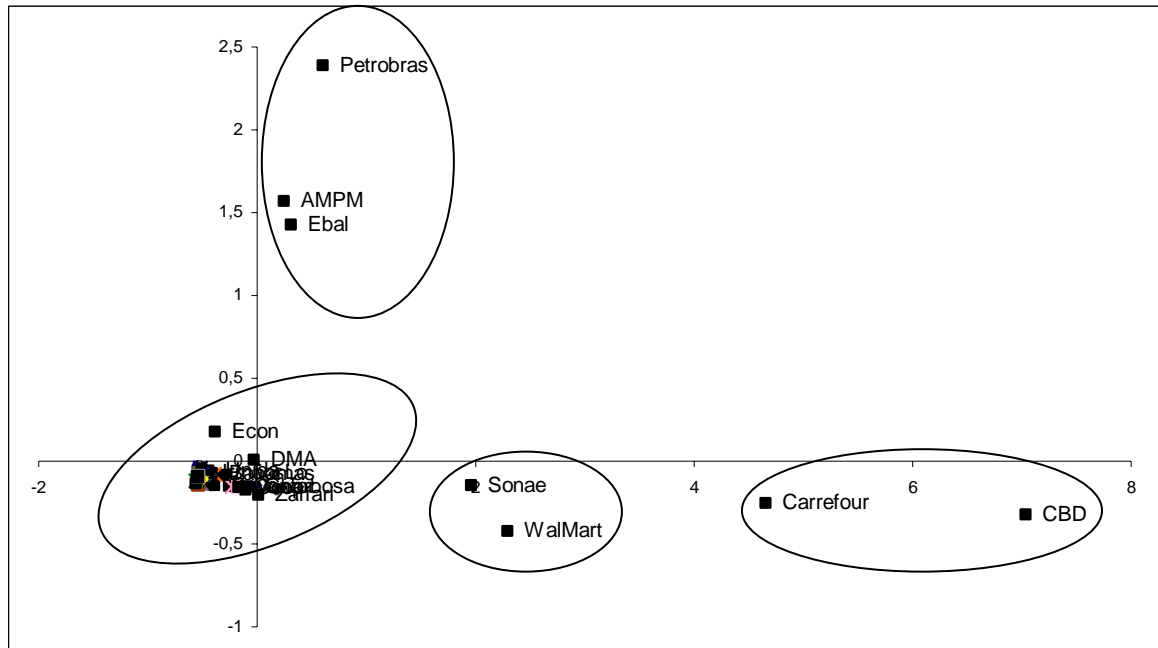 2,5
Petrobras
2
AMPM
1,5
Ebal
1
0,5
Econ
DMA
0
-2
2
4
6
8
Sonae
Carrefour
CBD
Zaffari
WalMart
-0,5
-1